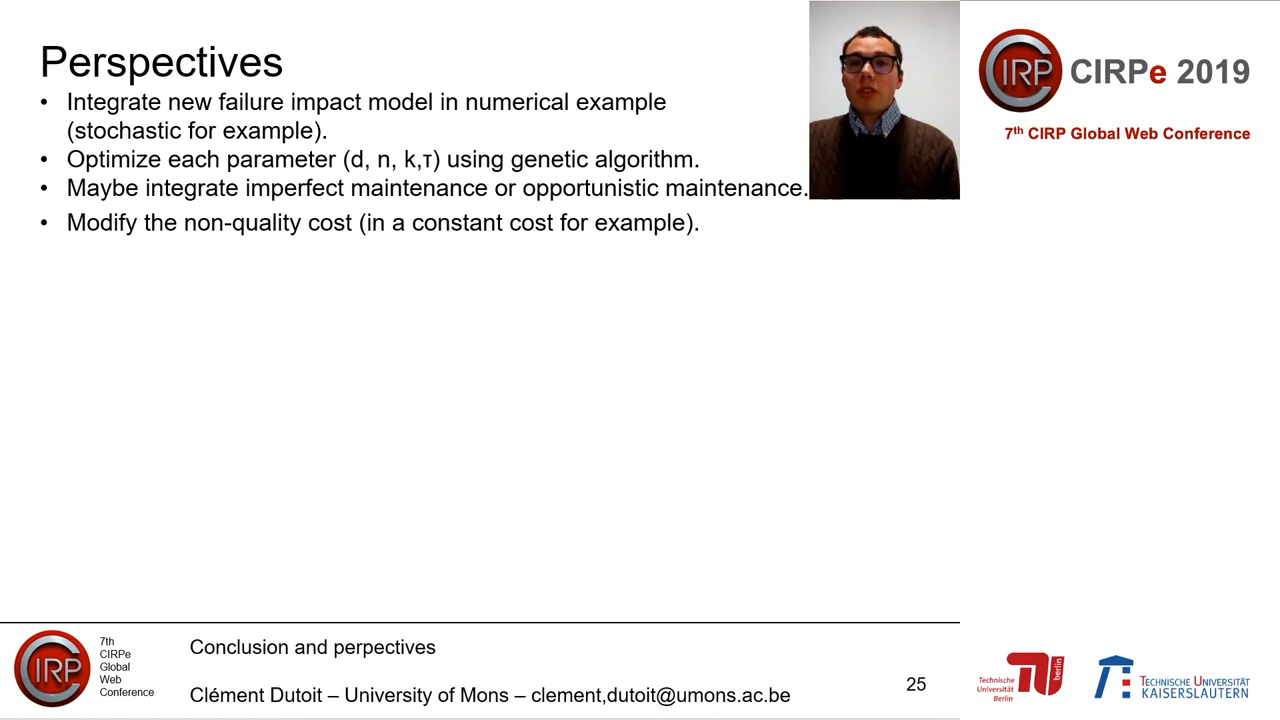 Perspectives
• Integrate new failure impact model in numerical example
(stochastic for example).
• Optimize each parameter (d, n, k,τ) using genetic algorithm.
• Maybe integrate imperfect maintenance or opportunistic maintenance.
• Modify the non-quality cost (in a constant cost for example).
CIRP
CIRPe 2019
7th CIRP Global Web Conference
CIRP
7th
CIRPe
Global
Web
Conference
Conclusion and perpectives
Clément Dutoit – University of Mons – clement,dutoit@umons.ac.be
25
Technische
Universität
Berlin
berlin
TECHNISCHE UNIVERSITÄT
KAISERSLAUTERN